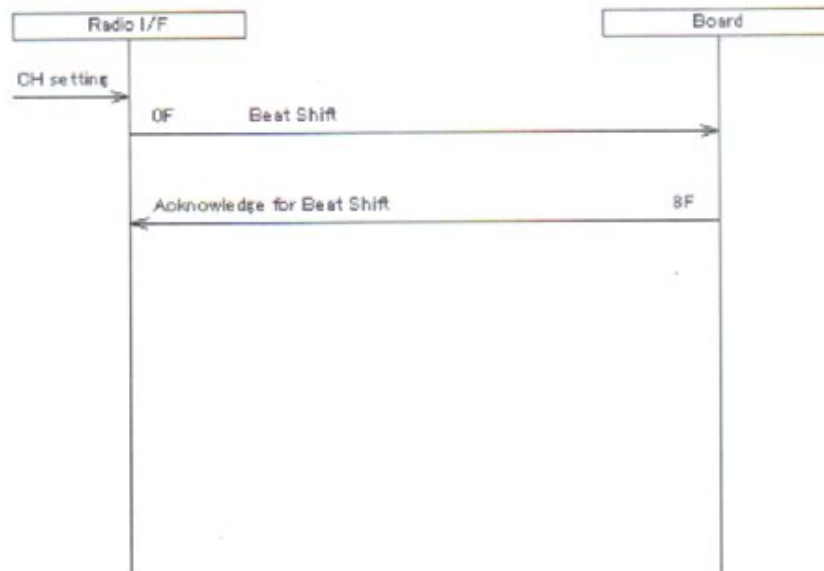 Radio I/F
Board
CH setting
0F Beat Shift
Acknowledge for Beat Shift 8F